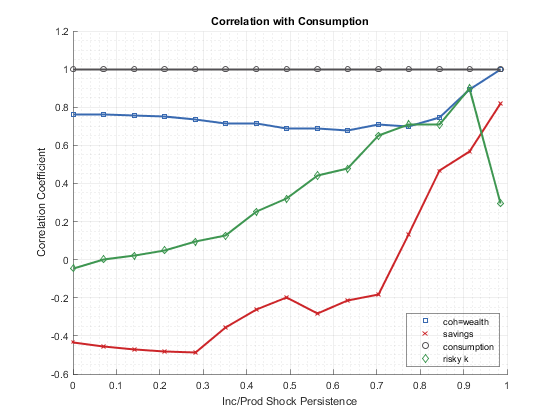 Correlation with Consumption
1.2
1
0.8
0.6
0.4
0.2
0
-0.2
-0.4
-0.6
Correlation Coefficient
0 0.1 0.2 0.3 0.4 0.5 0.6 0.7 0.8 0.9 1
Inc/Prod Shock Persistence
coh=wealth
savings
consumption
risky k